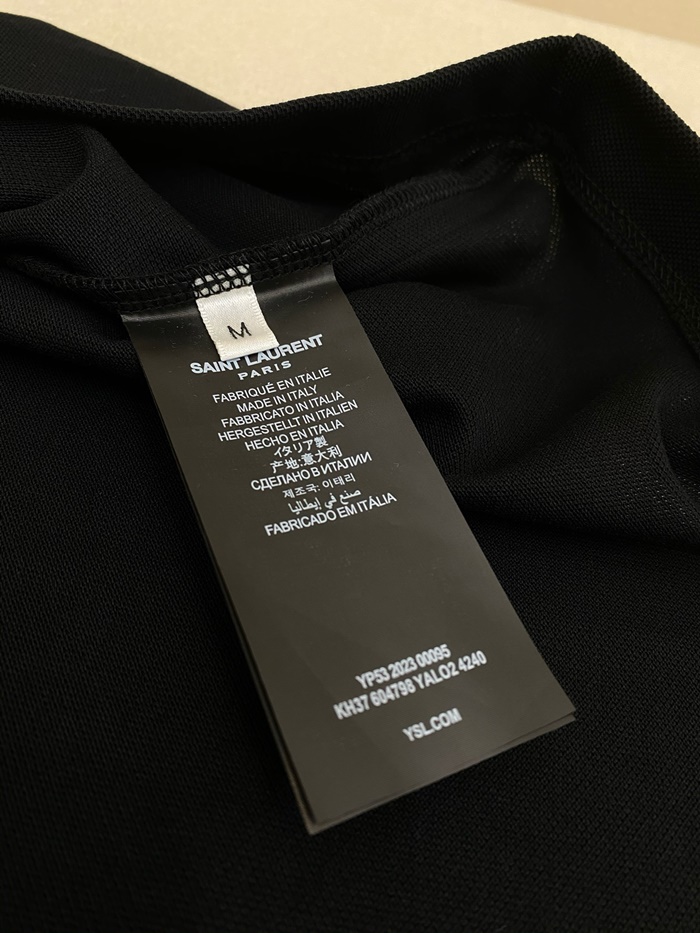 M
SAINT LAURENT
PARIS
FABRIQUÉ EN ITALIE
MADE IN ITALY
FABBRICATO IN ITALIA
HERGESTELLT IN ITALIEN
HECHO EN ITALIA
イタリア製
产地:意大利
СДЕЛАНО В ИТАЛИИ
제조국: 이태리
صنع في إيطاليا
FABRICADO EM ITÁLIA
YP53 2023 00095
KH37 604798 YALO2 4240
YSL.COM